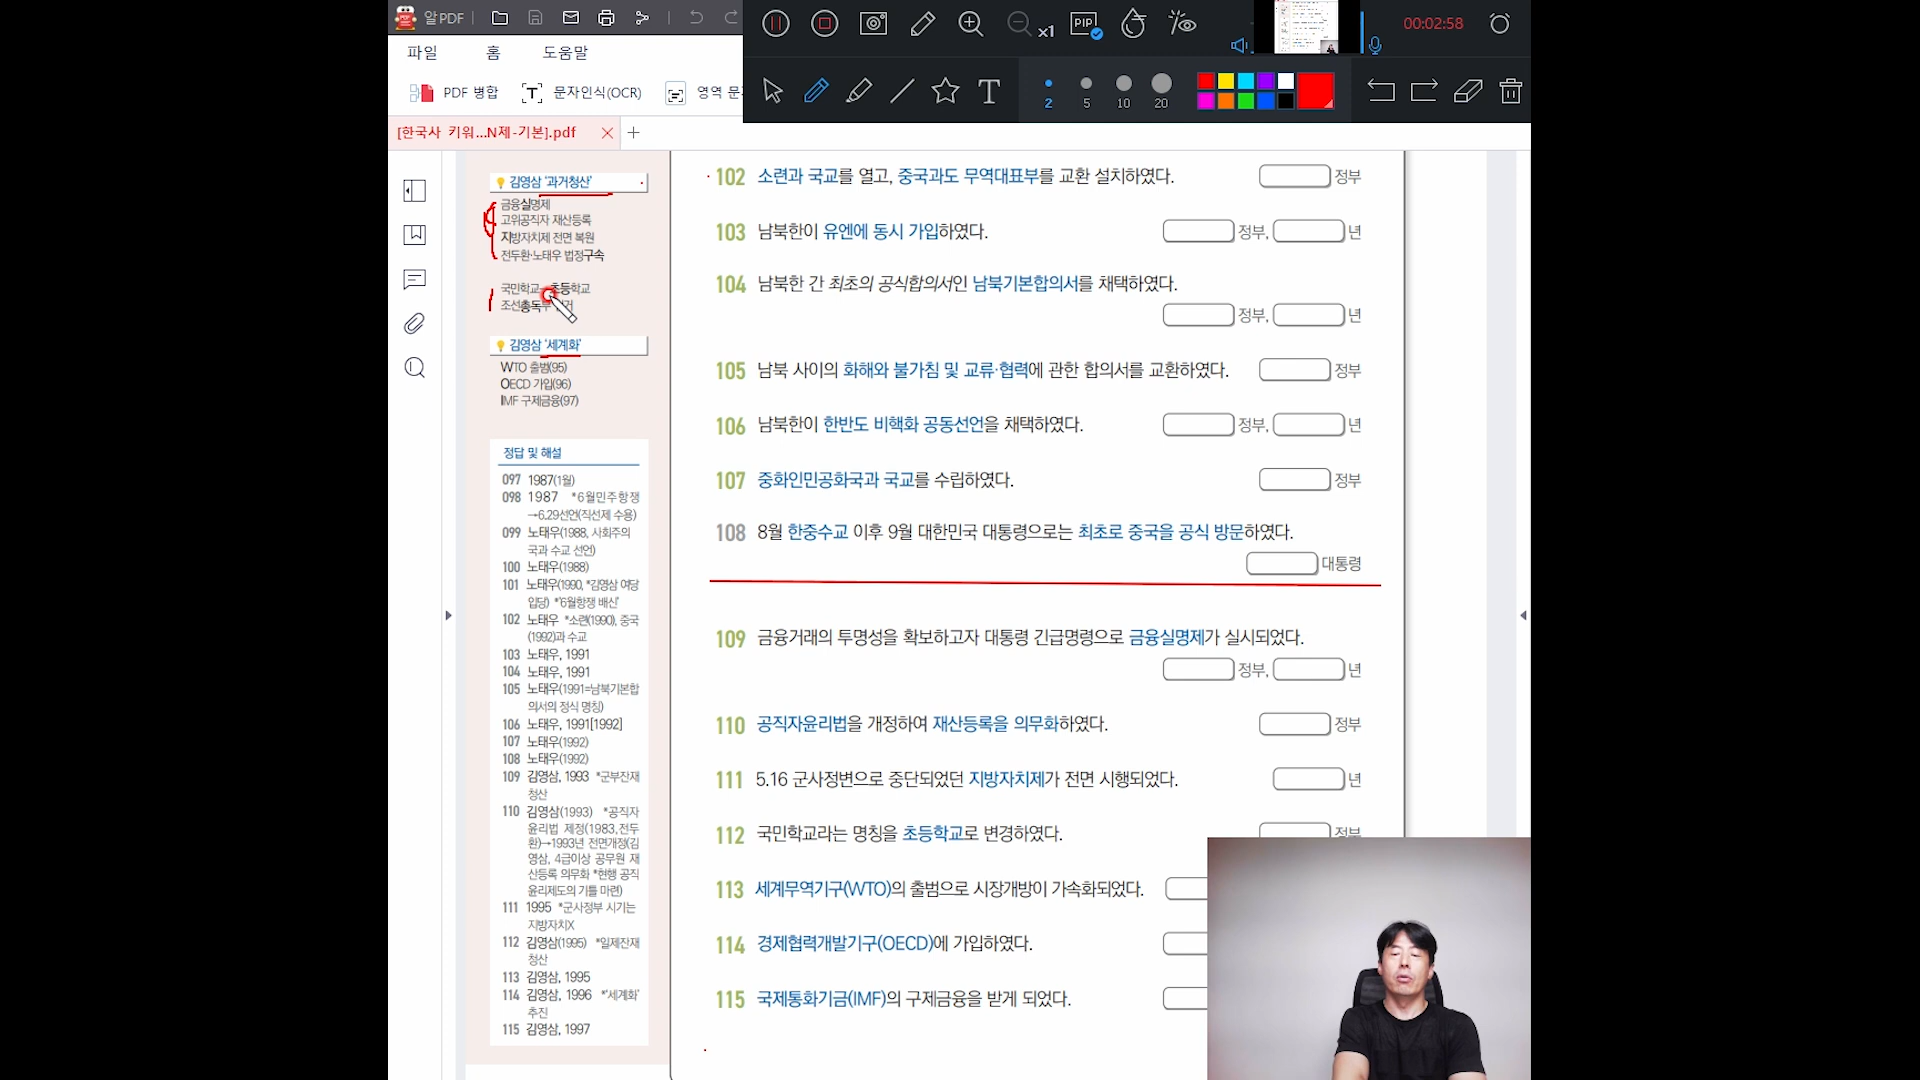 알PDF
x1
PIP
00:02:58
파일 홈 도움말
PDF 병합 문자인식(OCR) 영역 문
2 5 10 20
[한국사 키워...N제-기본].pdf
김영삼 '과거청산'
금융실명제
고위공직자 재산등록
지방자치제 전면 복원
전두환·노태우 법정구속
국민학교 초등학교
조선총독부
김영삼 '세계화'
WTO 출범(95)
OECD 가입(96)
IMF 구제금융(97)
정답 및 해설
097 1987(1월)
098 1987 *6월민주항쟁
→6.29선언(직선제 수용)
099 노태우(1988, 사회주의
국과 수교 선언)
100 노태우(1988)
101 노태우(1990, *김영삼 여당
입당) *'6월항쟁 배신'
102 노태우 *소련(1990), 중국
(1992)과 수교
103 노태우, 1991
104 노태우, 1991
105 노태우(1991=남북기본합
의서의 정식 명칭)
106 노태우, 1991[1992]
107 노태우(1992)
108 노태우(1992)
109 김영삼, 1993 *군부잔재
청산
110 김영삼(1993) *공직자
윤리법 제정(1983,전두
환)→1993년 전면개정(김
영삼, 4급이상 공무원 재
산등록 의무화 *현행 공직
윤리제도의 기틀 마련)
111 1995 *군사정부 시기는
지방자치X
112 김영삼(1995) *일제잔재
청산
113 김영삼, 1995
114 김영삼, 1996 *'세계화'
추진
115 김영삼, 1997
102 소련과 국교를 열고, 중국과도 무역대표부를 교환 설치하였다. 정부
103 남북한이 유엔에 동시 가입하였다. 정부, 년
104 남북한 간 최초의 공식합의서인 남북기본합의서를 채택하였다.
정부, 년
105 남북 사이의 화해와 불가침 및 교류·협력에 관한 합의서를 교환하였다. 정부
106 남북한이 한반도 비핵화 공동선언을 채택하였다. 정부, 년
107 중화인민공화국과 국교를 수립하였다. 정부
108 8월 한중수교 이후 9월 대한민국 대통령으로는 최초로 중국을 공식 방문하였다.
대통령
109 금융거래의 투명성을 확보하고자 대통령 긴급명령으로 금융실명제가 실시되었다.
정부, 년
110 공직자윤리법을 개정하여 재산등록을 의무화하였다. 정부
111 5.16 군사정변으로 중단되었던 지방자치제가 전면 시행되었다. 년
112 국민학교라는 명칭을 초등학교로 변경하였다. 정부
113 세계무역기구(WTO)의 출범으로 시장개방이 가속화되었다.
114 경제협력개발기구(OECD)에 가입하였다.
115 국제통화기금(IMF)의 구제금융을 받게 되었다.